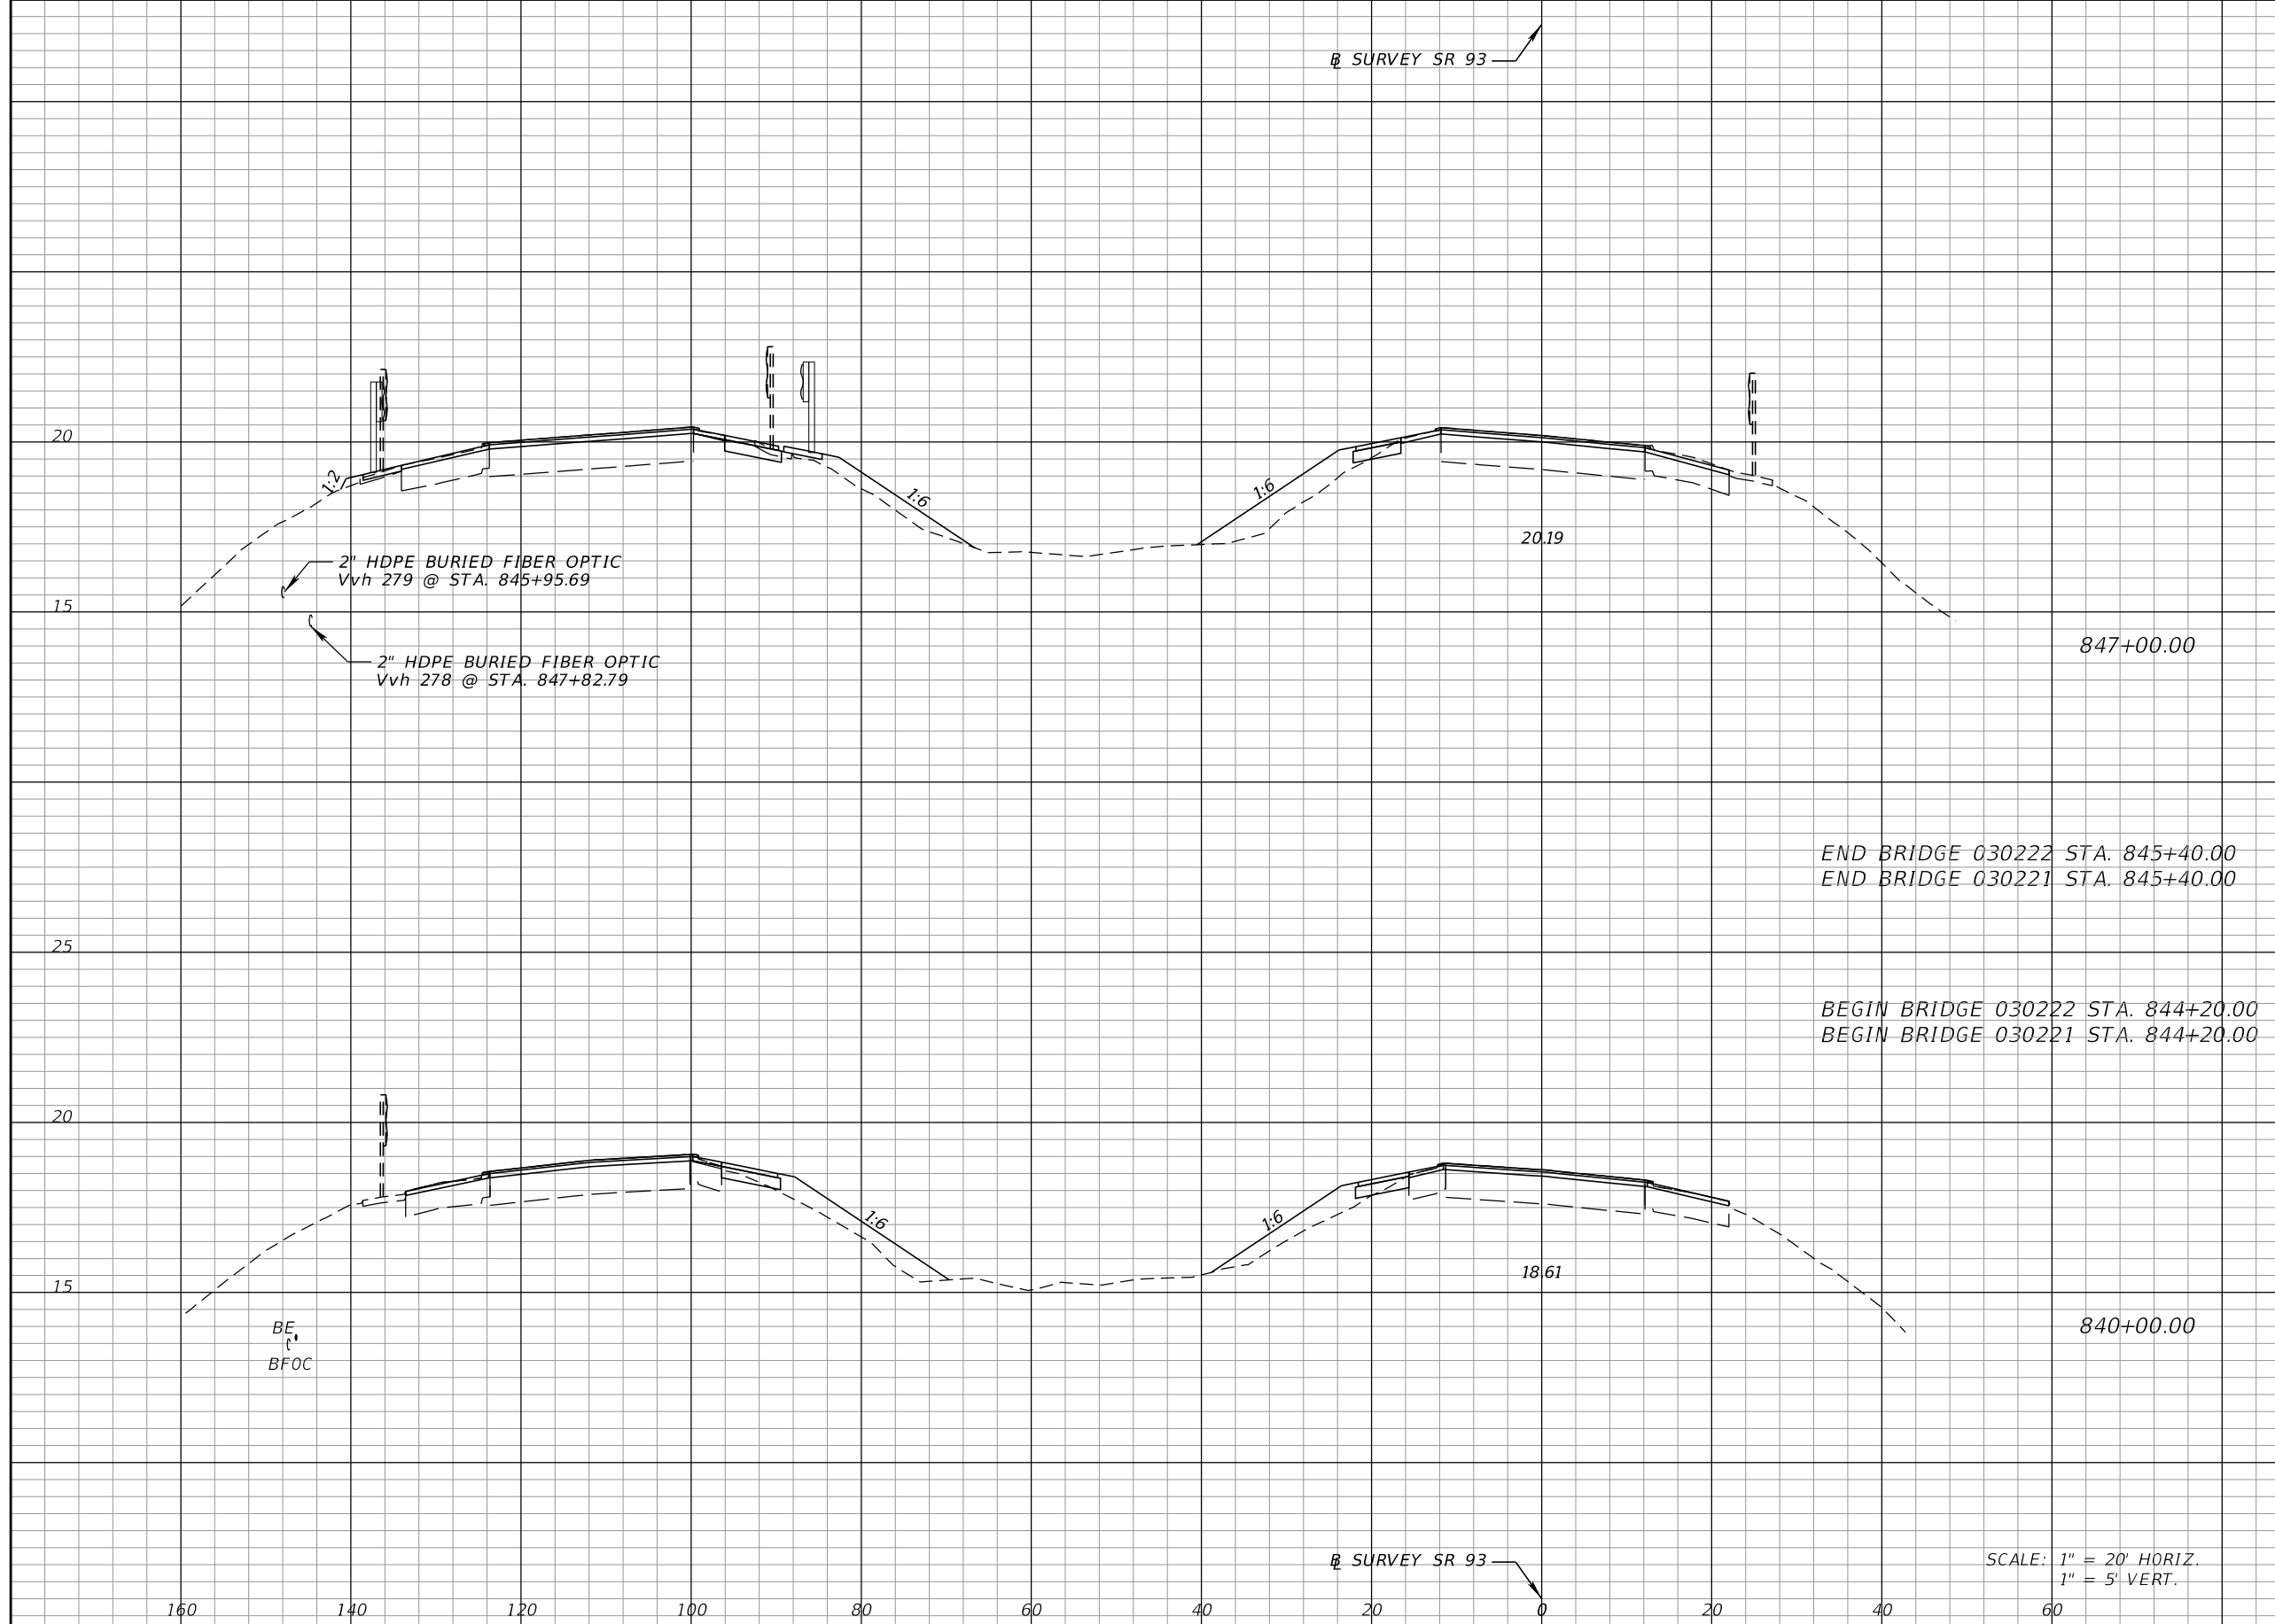 ℄ SURVEY SR 93
20
1:2
1:6
1:6
20.19
2" HDPE BURIED FIBER OPTIC
Vvh 279 @ STA. 845+95.69
15
847+00.00
2" HDPE BURIED FIBER OPTIC
Vvh 278 @ STA. 847+82.79
END BRIDGE 030222 STA. 845+40.00
END BRIDGE 030221 STA. 845+40.00
25
BEGIN BRIDGE 030222 STA. 844+20.00
BEGIN BRIDGE 030221 STA. 844+20.00
20
1:6
1:6
18.61
15
BE
BFOC
840+00.00
℄ SURVEY SR 93
SCALE: 1" = 20' HORIZ.
1" = 5' VERT.
160 140 120 100 80 60 40 20 0 20 40 60